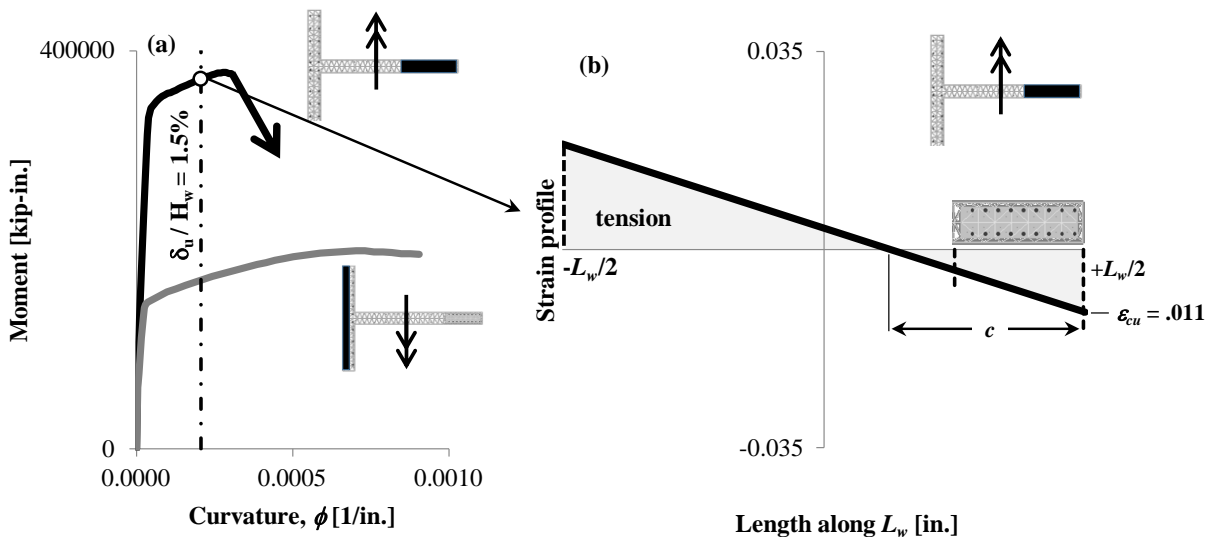 (a)
400000
0
Moment [kip-in.]
δu / Hw = 1.5%
0.0000
0.0005
0.0010
Curvature, ϕ [1/in.]
(b)
0.035
Strain profile
tension
-Lw/2
+Lw/2
εcu = .011
c
-0.035
Length along Lw [in.]